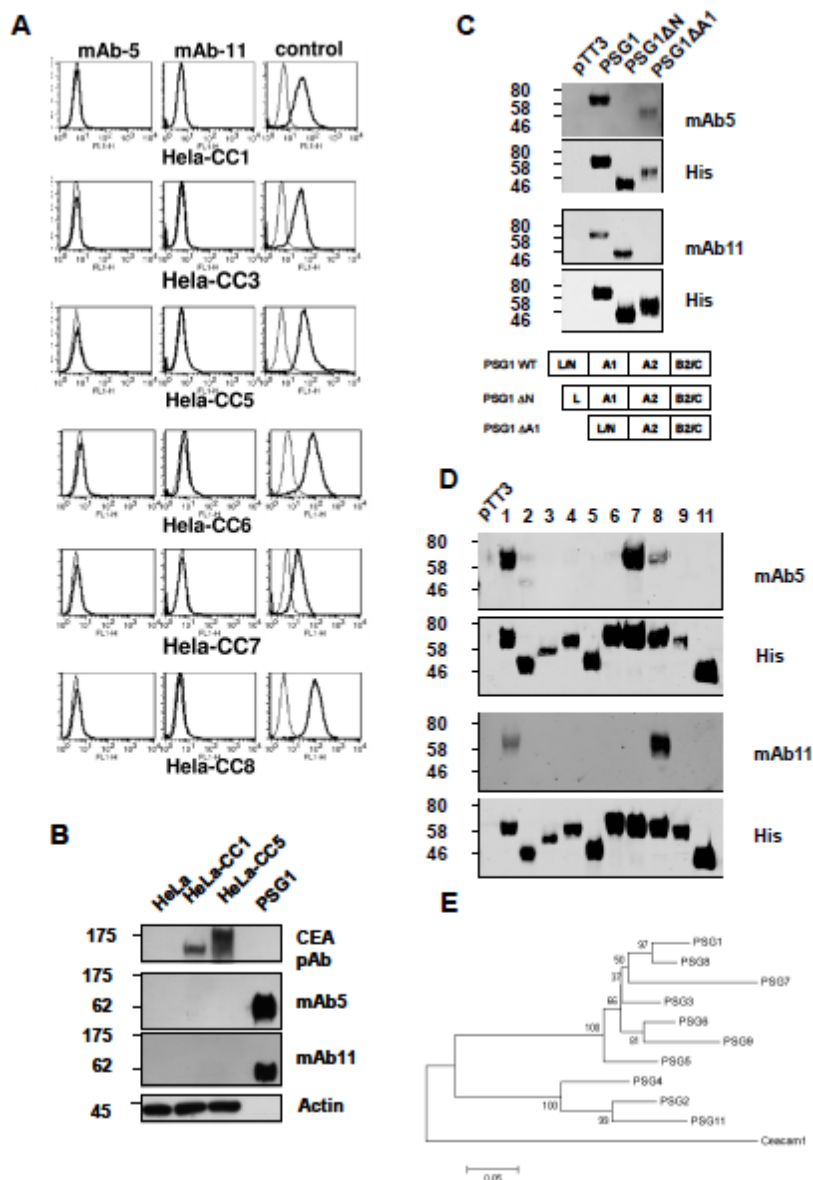 A
mAb-5 mAb-11 control
Hela-CC1
Hela-CC3
Hela-CC5
Hela-CC6
Hela-CC7
Hela-CC8
B
HeLa HeLa-CC1 HeLa-CC5 PSG1
175
CEA pAb
175
62
mAb5
175
62
mAb11
45
Actin
C
pTT3 PSG1 PSG1ΔN PSG1ΔA1
80
58
46
mAb5
80
58
46
His
80
58
46
mAb11
80
58
46
His
PSG1 WT L/N A1 A2 B2/C
PSG1 ΔN L A1 A2 B2/C
PSG1 ΔA1 L/N A2 B2/C
D
pTT3 1 2 3 4 5 6 7 8 9 11
80
58
46
mAb5
80
58
46
His
80
58
46
mAb11
80
58
46
His
E
97 PSG1
50 PSG8
37 PSG7
66 PSG3
PSG6
81 PSG9
100 PSG5
PSG4
100 PSG2
99 PSG11
Ceacam1
0.05